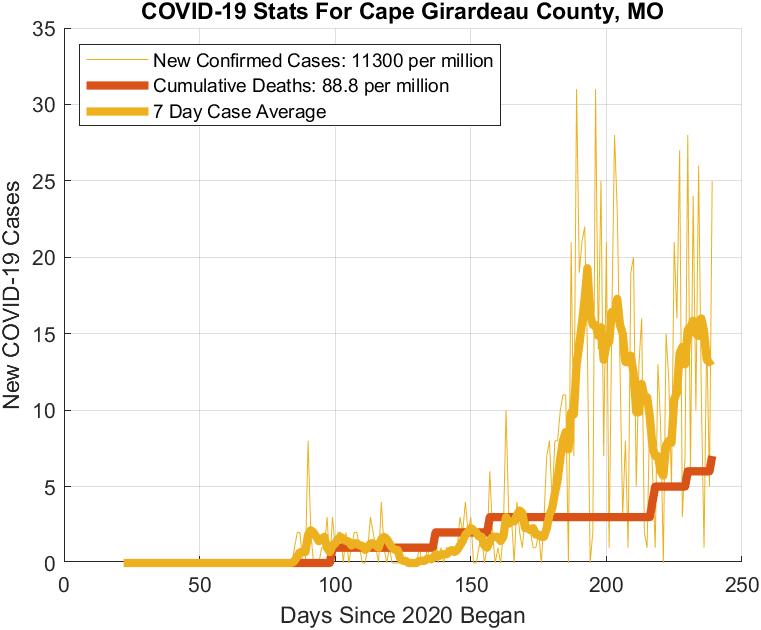 COVID-19 Stats For Cape Girardeau County, MO
New Confirmed Cases: 11300 per million
Cumulative Deaths: 88.8 per million
7 Day Case Average
New COVID-19 Cases
35
30
25
20
15
10
5
0
0 50 100 150 200 250
Days Since 2020 Began